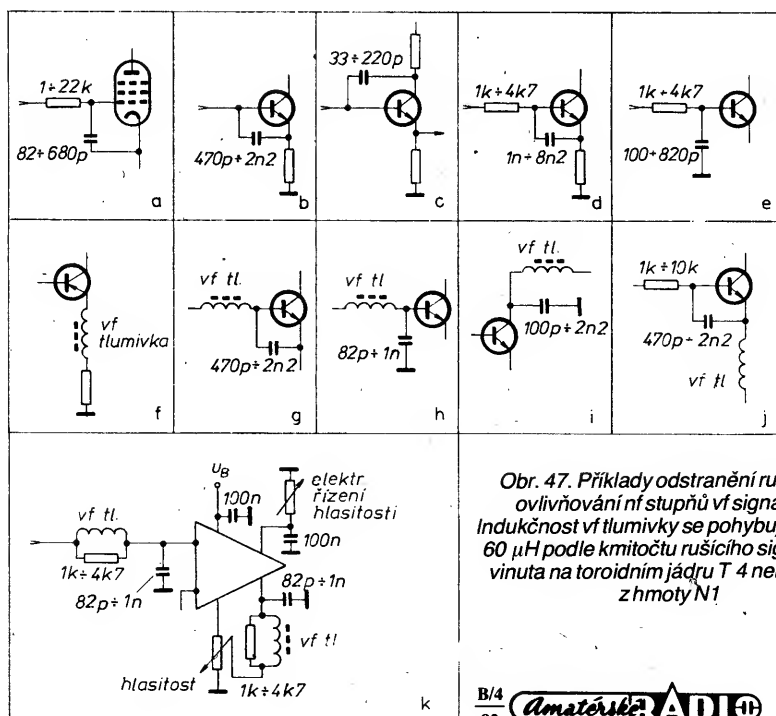 1÷22k
82÷680p
a
470p÷2n2
b
33÷220p
c
1k÷4k7
1n÷8n2
d
1k÷4k7
100÷820p
e
vf
tlumivka
f
vf tl.
470p÷2n2
g
vf tl
82p÷1n
h
vf tl.
100p÷2n2
i
1k÷10k
470p÷2n2
vf tl
j
vf tl.
1k÷4k7
82p÷1n
UB
100n
elektr.
řízení
hlasitosti
100n
82p÷1n
vf tl
hlasitost
1k÷4k7
k
Obr. 47. Příklady odstranění ru
ovlivňování nf stupňů vf signá
Indukčnost vf tlumivky se pohybu
60 μH podle kmitočtu rušícího sig
vinuta na toroidním jádru T 4 ne
z hmoty N1
B/4
Amatérské